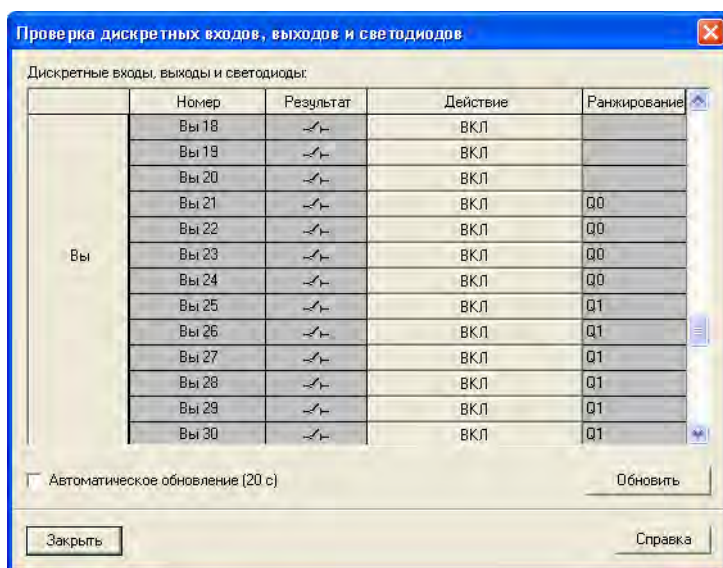 Проверка дискретных входов, выходов и светодиодов
Дискретные входы, выходы и светодиоды:
Номер Результат Действие Ранжирование
Вы 18 ВКЛ
Вы 19 ВКЛ
Вы 20 ВКЛ
Вы 21 ВКЛ Q0
Вы 22 ВКЛ Q0
Вы Вы 23 ВКЛ Q0
Вы 24 ВКЛ Q0
Вы 25 ВКЛ Q1
Вы 26 ВКЛ Q1
Вы 27 ВКЛ Q1
Вы 28 ВКЛ Q1
Вы 29 ВКЛ Q1
Вы 30 ВКЛ Q1
Автоматическое обновление (20 с) Обновить
Закрыть Справка